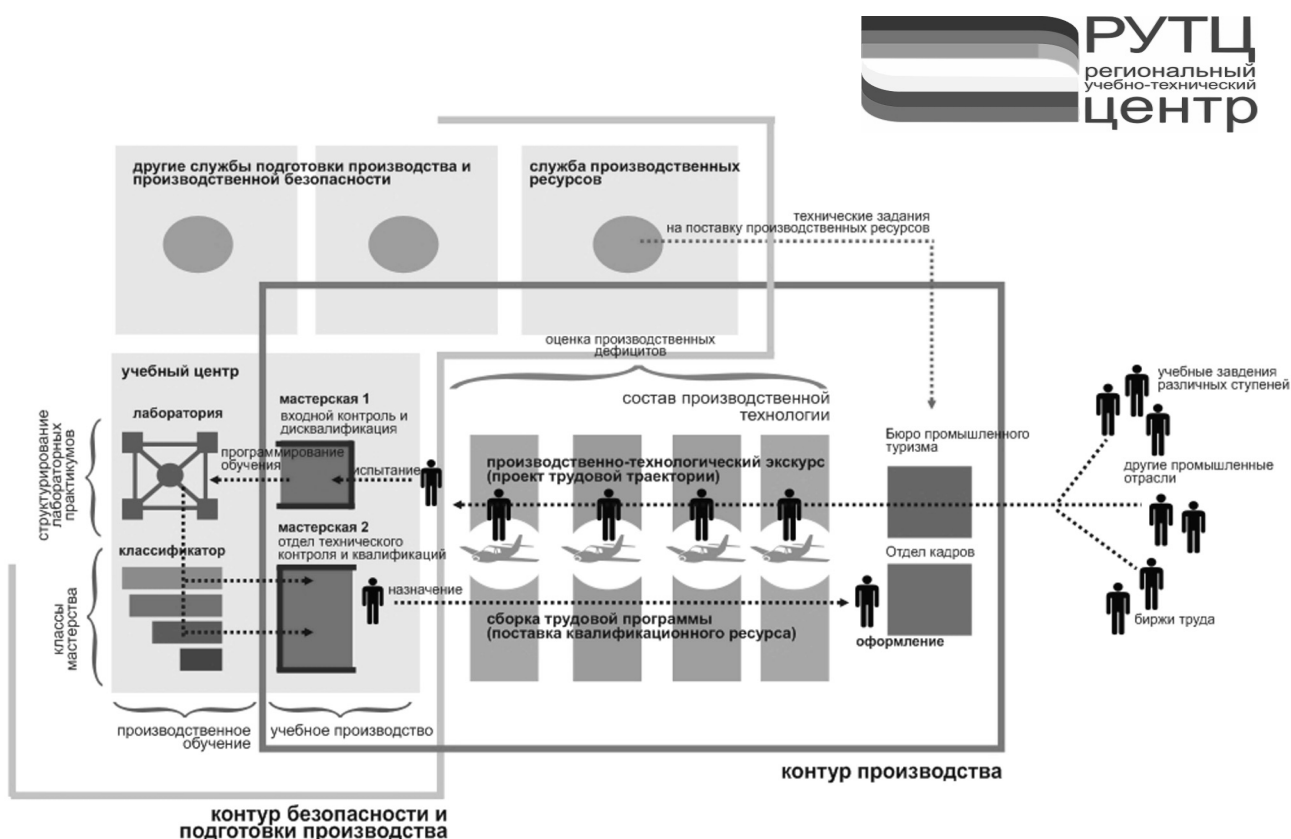 РУТЦ
региональный
учебно-технический
центр
другие службы подготовки производства и
производственной безопасности
служба производственных
ресурсов
технические задания
на поставку производственных ресурсов
оценка производственных
дефицитов
учебный центр
лаборатория
структурирование
лабораторных
практикумов
программирование
обучения
мастерская 1
входной контроль и
дисквалификация
испытание
состав производственной
технологии
производственно-технологический экскурс
(проект трудовой траектории)
Бюро промышленного
туризма
учебные завдения
различных ступеней
другие промышленные
отрасли
биржи труда
классификатор
классы
мастерства
мастерская 2
отдел технического
контроля и квалификаций
назначение
сборка трудовой программы
(поставка квалификационного ресурса)
Отдел кадров
оформление
производственное
обучение
учебное производство
контур производства
контур безопасности и
подготовки производства